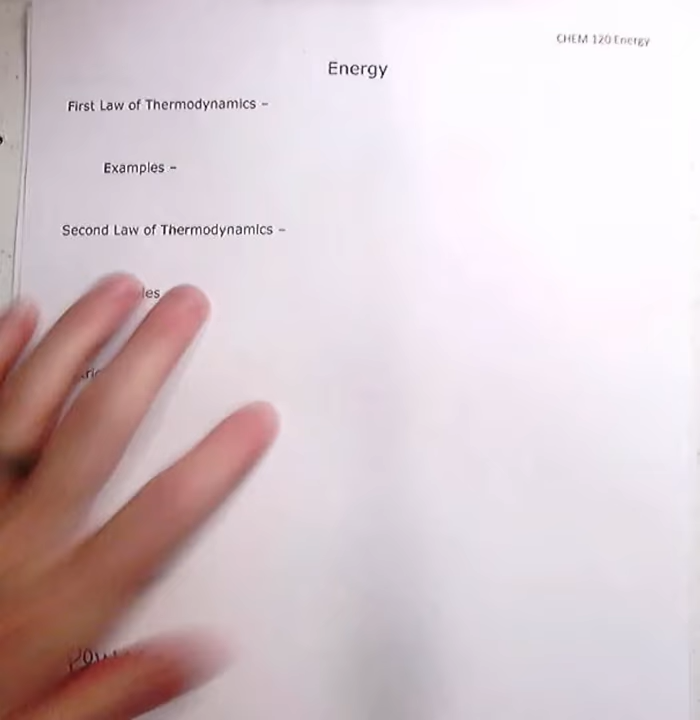 CHEM 120 Energy
Energy
First Law of Thermodynamics –
Examples –
Second Law of Thermodynamics –